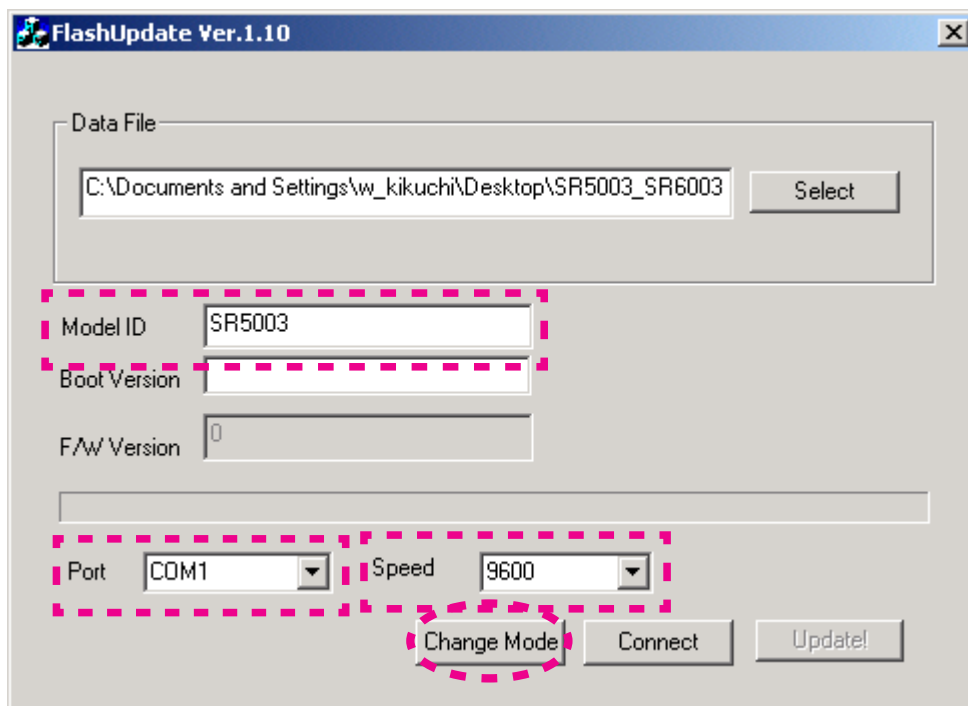 FlashUpdate Ver.1.10
Data File
C:\Documents and Settings\w_kikuchi\Desktop\SR5003_SR6003
Select
Model ID SR5003
Boot Version
F/W Version 0
Port COM1 Speed 9600
Change Mode Connect Update!